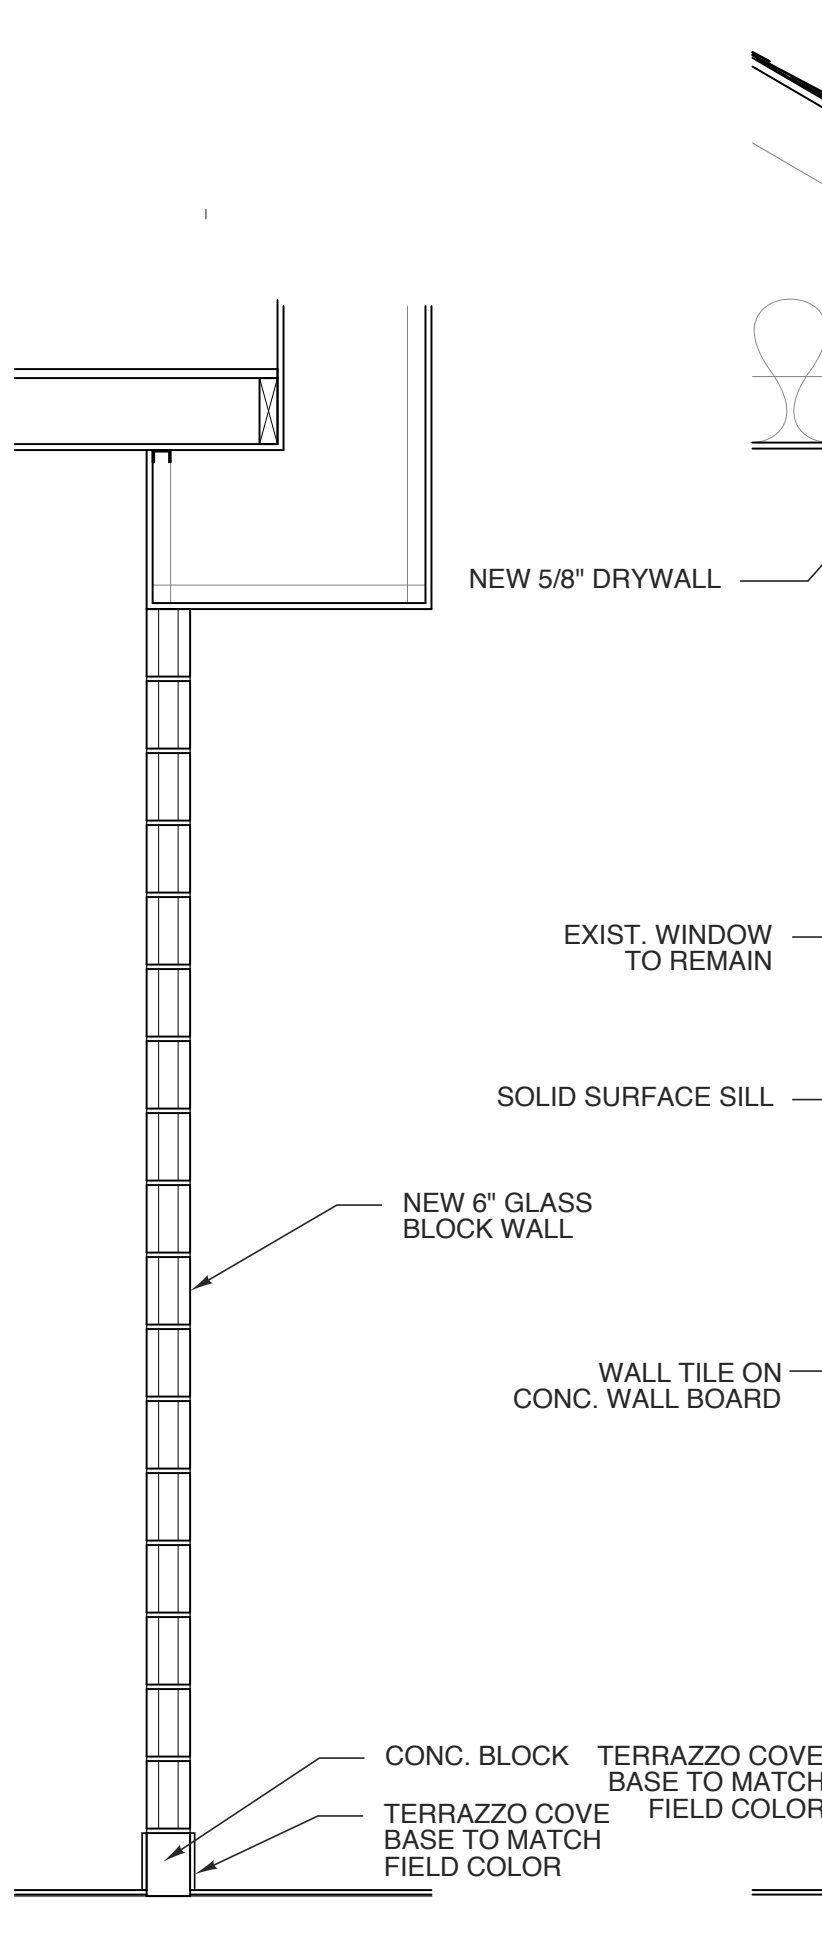 NEW 5/8" DRYWALL
EXIST. WINDOW
TO REMAIN
SOLID SURFACE SILL
NEW 6" GLASS
BLOCK WALL
WALL TILE ON
CONC. WALL BOARD
CONC. BLOCK
TERRAZZO COVE
BASE TO MATCH
FIELD COLOR
TERRAZZO COVE
BASE TO MATCH
FIELD COLOR